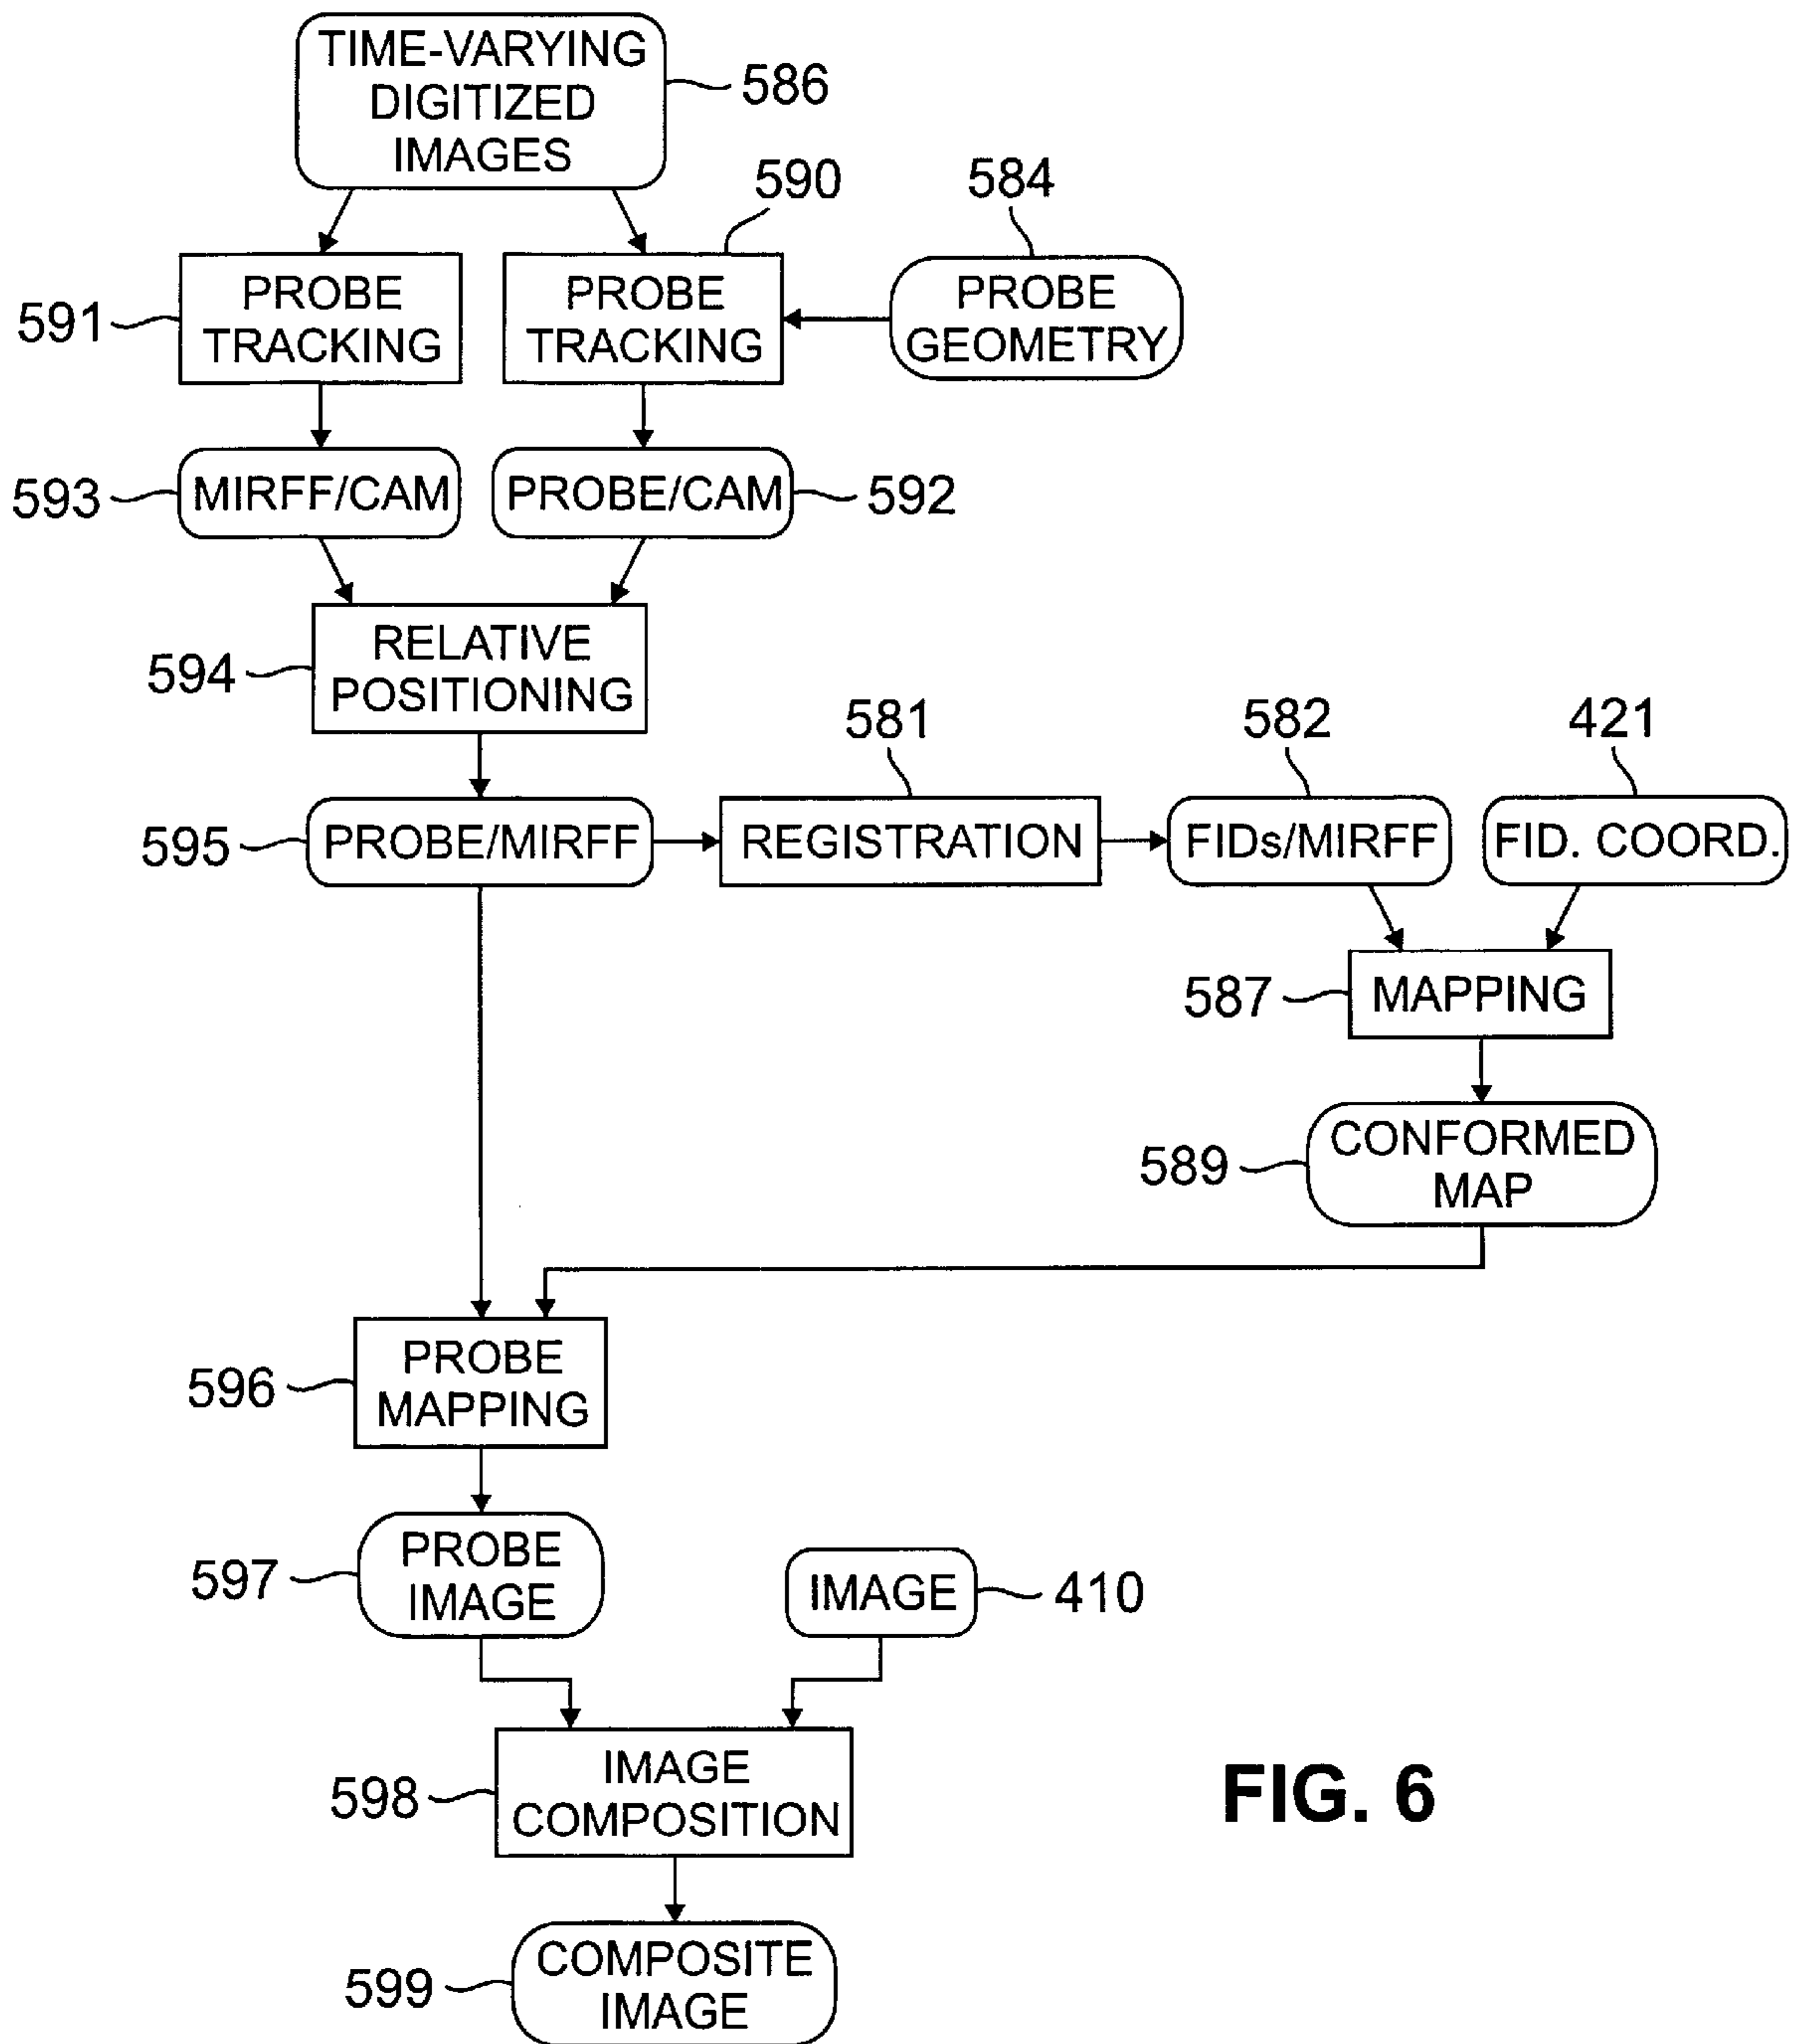 TIME-VARYING
DIGITIZED
IMAGES
586
590
584
591
PROBE
TRACKING
PROBE
TRACKING
PROBE
GEOMETRY
593
MIRFF/CAM
PROBE/CAM
592
594
RELATIVE
POSITIONING
581
582
421
595
PROBE/MIRFF
REGISTRATION
FIDs/MIRFF
FID. COORD.
587
MAPPING
589
CONFORMED
MAP
596
PROBE
MAPPING
597
PROBE
IMAGE
IMAGE
410
598
IMAGE
COMPOSITION
FIG. 6
599
COMPOSITE
IMAGE